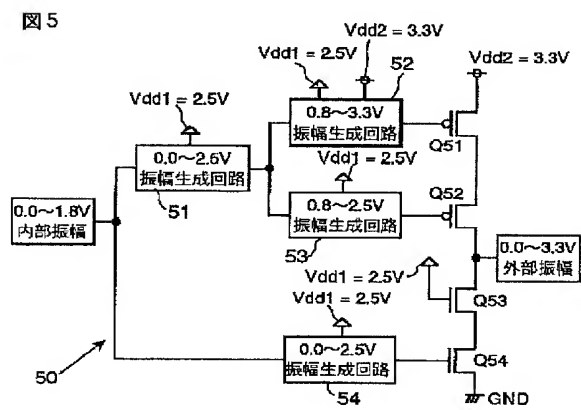 図5
Vdd2 = 3.3V
Vdd1 = 2.5V
52
Vdd2 = 3.3V
Vdd1 = 2.5V
0.8～3.3V
振幅生成回路
Q51
0.0～2.5V
振幅生成回路
51
Vdd1 = 2.5V
0.8～2.5V
振幅生成回路
53
Q52
0.0～1.8V
内部振幅
0.0～3.3V
外部振幅
Vdd1 = 2.5V
Q53
Vdd1 = 2.5V
0.0～2.5V
振幅生成回路
54
Q54
50
GND